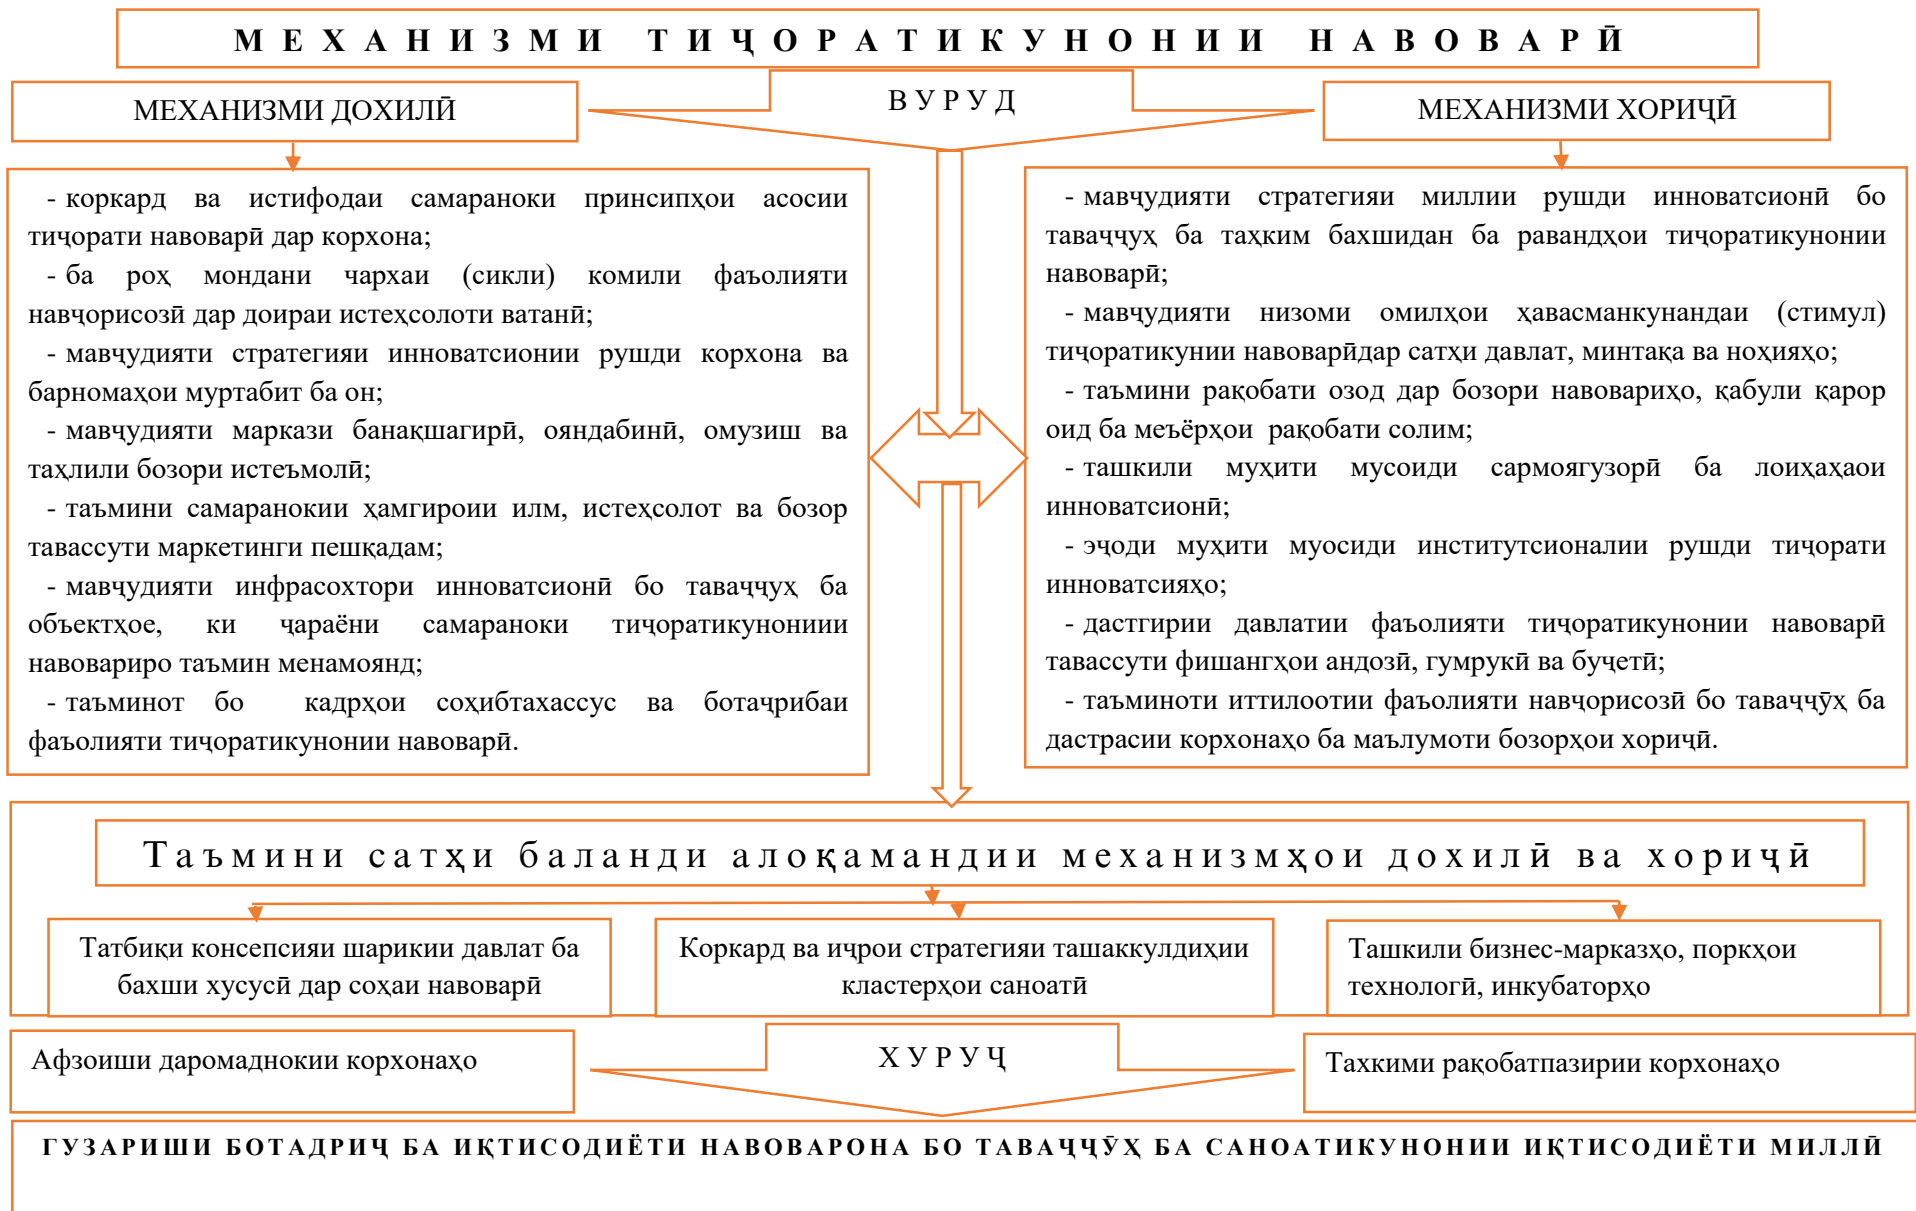 МЕХАНИЗМИ ТИҶОРАТИКУНОНИИ НАВОВАРӢ
ВУРУД
МЕХАНИЗМИ ДОХИЛӢ
МЕХАНИЗМИ ХОРИҶӢ
- коркард ва истифодаи самараноки принсипҳои асосии
тиҷорати навоварӣ дар корхона;
- ба роҳ мондани чархаи (сикли) комили фаъолияти
навҷорисозӣ дар доираи истеҳсолоти ватанӣ;
- мавҷудияти стратегияи инноватсионии рушди корхона ва
барномаҳои муртабит ба он;
- мавҷудияти маркази банақшагирӣ, ояндабинӣ, омузиш ва
таҳлили бозори истеъмолӣ;
- таъмини самаранокии ҳамгироии илм, истеҳсолот ва бозор
тавассути маркетинги пешқадам;
- мавҷудияти инфрасохтори инноватсионӣ бо таваҷҷуҳ ба
объектҳое, ки ҷараёни самараноки тиҷоратикунониии
навовариро таъмин менамоянд;
- таъминот бо кадрҳои соҳибтахассус ва ботаҷрибаи
фаъолияти тиҷоратикунонии навоварӣ.
- мавҷудияти стратегияи миллии рушди инноватсионӣ бо
таваҷҷуҳ ба таҳким бахшидан ба равандҳои тиҷоратикунонии
навоварӣ;
- мавҷудияти низоми омилҳои ҳавасманкунандаи (стимул)
тиҷоратикунии навоварӣдар сатҳи давлат, минтақа ва ноҳияҳо;
- таъмини рақобати озод дар бозори навовариҳо, қабули қарор
оид ба меъёрҳои рақобати солим;
- ташкили муҳити мусоиди сармоягузорӣ ба лоиҳаҳаои
инноватсионӣ;
- эҷоди муҳити муосиди институтсионалии рушди тиҷорати
инноватсияҳо;
- дастгирии давлатии фаъолияти тиҷоратикунонии навоварӣ
тавассути фишангҳои андозӣ, гумрукӣ ва буҷетӣ;
- таъминоти иттилоотии фаъолияти навҷорисозӣ бо таваҷҷӯҳ ба
дастрасии корхонаҳо ба маълумоти бозорҳои хориҷӣ.
Таъмини сатҳи баланди алоқамандии механизмҳои дохилӣ ва хориҷӣ
Татбиқи консепсияи шарикии давлат ба
бахши хусусӣ дар соҳаи навоварӣ
Коркард ва иҷрои стратегияи ташаккулдиҳии
кластерҳои саноатӣ
Ташкили бизнес-марказҳо, поркҳои
технологӣ, инкубаторҳо
Афзоиши даромаднокии корхонаҳо
ХУРУҶ
Тахкими рақобатпазирии корхонаҳо
ГУЗАРИШИ БОТАДРИҶ БА ИҚТИСОДИЁТИ НАВОВАРОНА БО ТАВАҶҶӮҲ БА САНОАТИКУНОНИИ ИҚТИСОДИЁТИ МИЛЛӢ